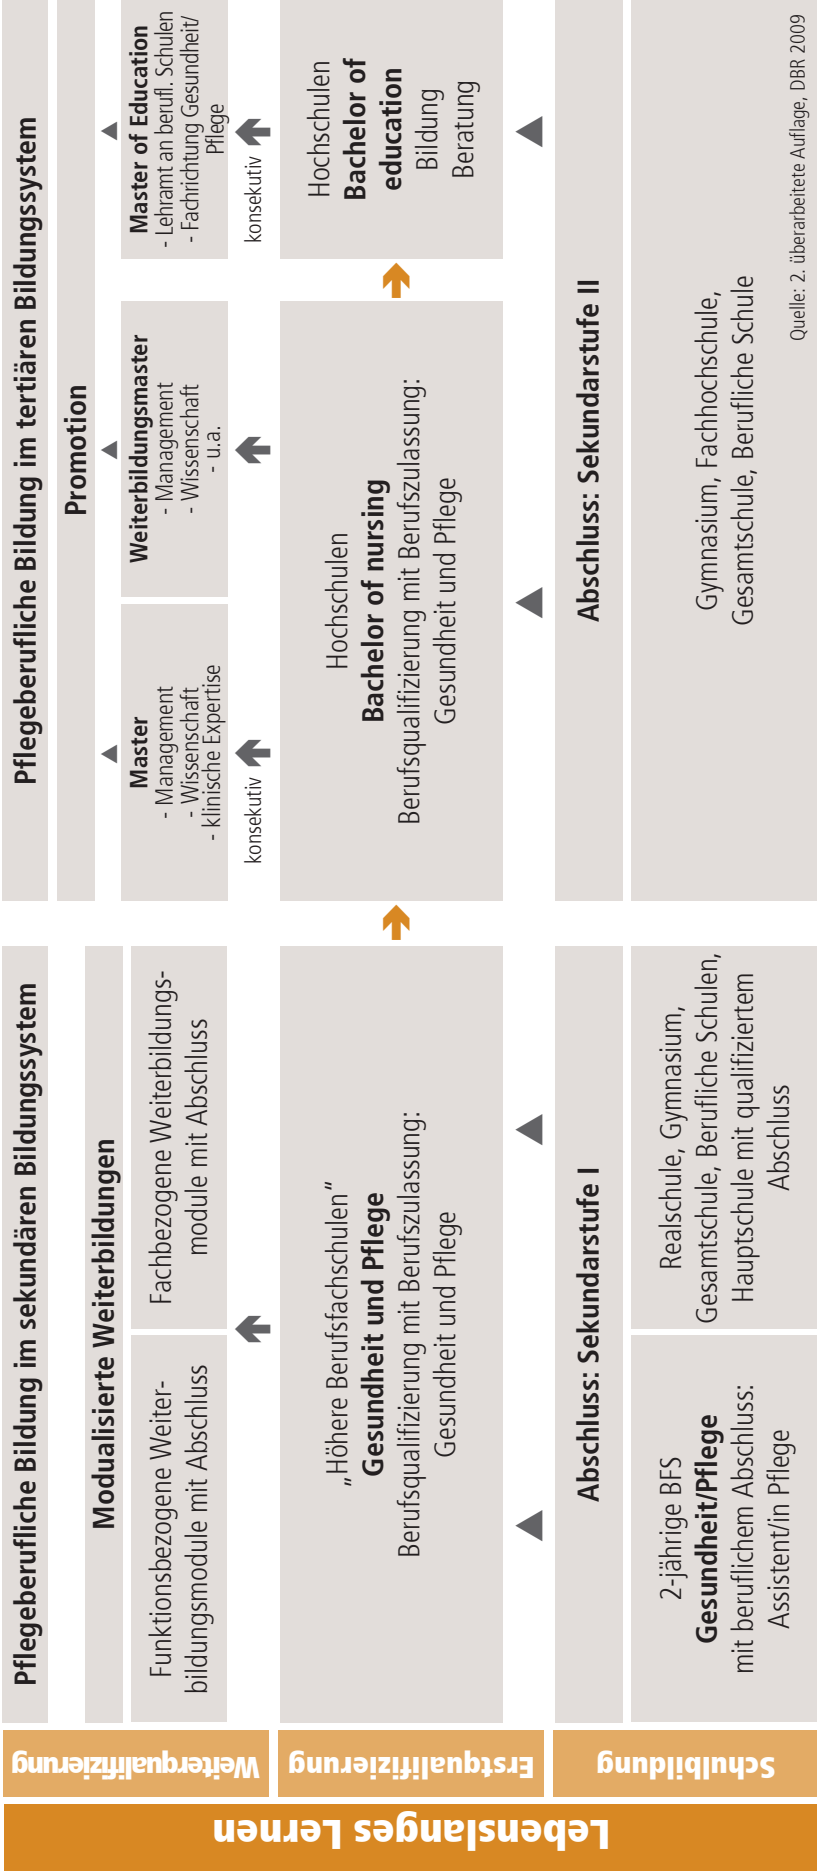 Lebenslanges Lernen
Weiterqualifizierung
Erstqualifizierung
Schulbildung
Pflegeberufliche Bildung im sekundären Bildungssystem
Modualisierte Weiterbildungen
Funktionsbezogene Weiter-
bildungsmodule mit Abschluss
Fachbezogene Weiterbildungs-
module mit Abschluss
„Höhere Berufsfachschulen“
Gesundheit und Pflege
Berufsqualifizierung mit Berufszulassung:
Gesundheit und Pflege
Abschluss: Sekundarstufe I
2-jährige BFS
Gesundheit/Pflege
mit beruflichem Abschluss:
Assistent/in Pflege
Realschule, Gymnasium,
Gesamtschule, Berufliche Schulen,
Hauptschule mit qualifiziertem
Abschluss
Pflegeberufliche Bildung im tertiären Bildungssystem
Promotion
Master
- Management
- Wissenschaft
- klinische Expertise
Weiterbildungsmaster
- Management
- Wissenschaft
- u.a.
Master of Education
- Lehramt an berufl. Schulen
- Fachrichtung Gesundheit/
Pflege
konsekutiv
konsekutiv
Hochschulen
Bachelor of nursing
Berufsqualifizierung mit Berufszulassung:
Gesundheit und Pflege
Hochschulen
Bachelor of
education
Bildung
Beratung
Abschluss: Sekundarstufe II
Gymnasium, Fachhochschule,
Gesamtschule, Berufliche Schule
Quelle: 2. überarbeitete Auflage, DBR 2009